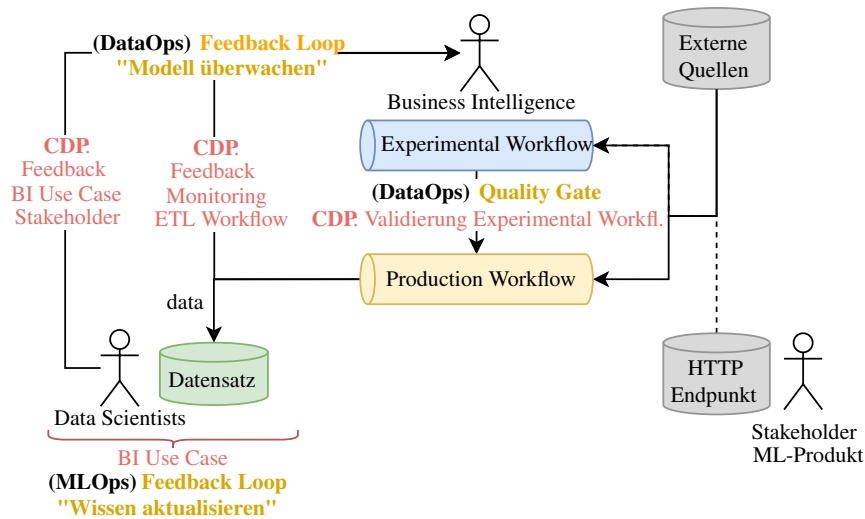 (DataOps) Feedback Loop
"Modell überwachen"
Business Intelligence
Externe
Quellen
CDP.
Feedback
BI Use Case
Stakeholder
CDP.
Feedback
Monitoring
ETL Workflow
Experimental Workflow
(DataOps) Quality Gate
CDP. Validierung Experimental Workfl.
Production Workflow
data
Datensatz
Data Scientists
HTTP
Endpunkt
Stakeholder
ML-Produkt
BI Use Case
(MLOps) Feedback Loop
"Wissen aktualisieren"